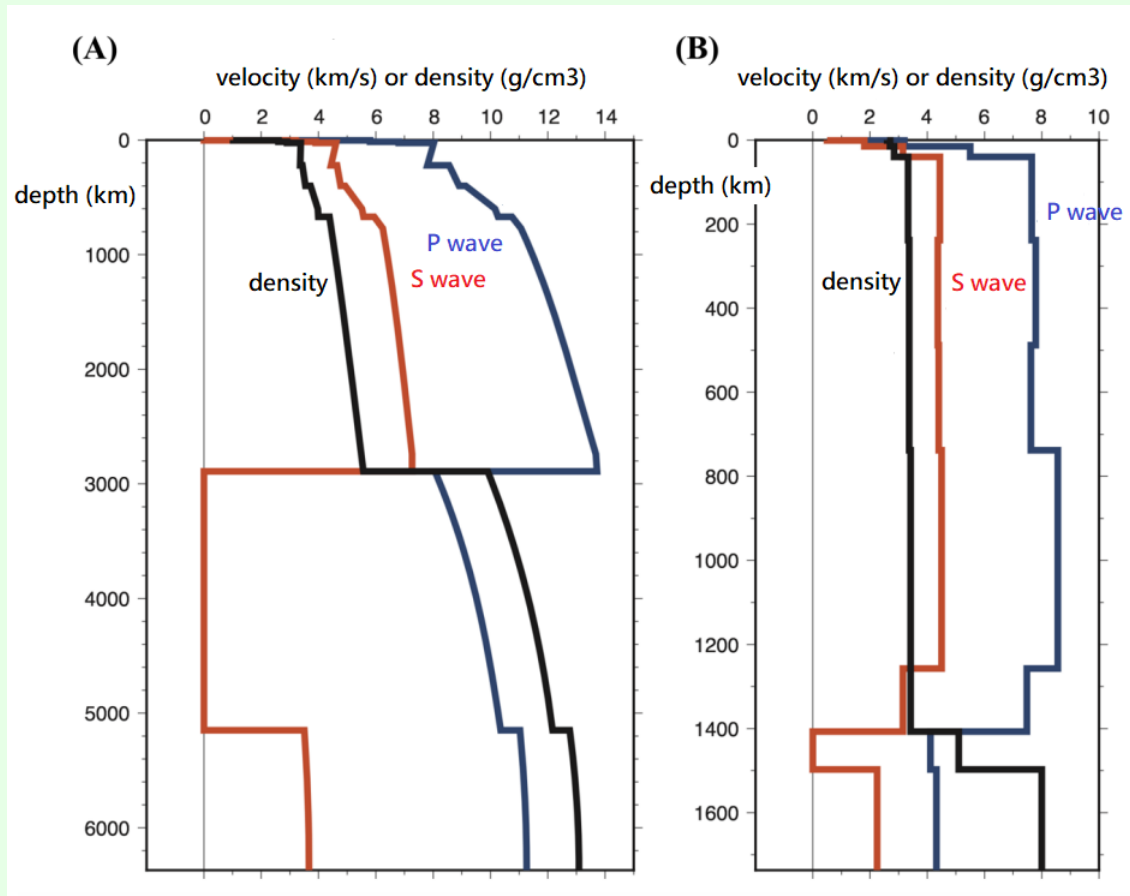 (A)
velocity (km/s) or density (g/cm3)
0 2 4 6 8 10 12 14
depth (km)
0
1000
2000
3000
4000
5000
6000
density
S wave
P wave
(B)
velocity (km/s) or density (g/cm3)
0 2 4 6 8 10
depth (km)
0
200
400
600
800
1000
1200
1400
1600
density
S wave
P wave